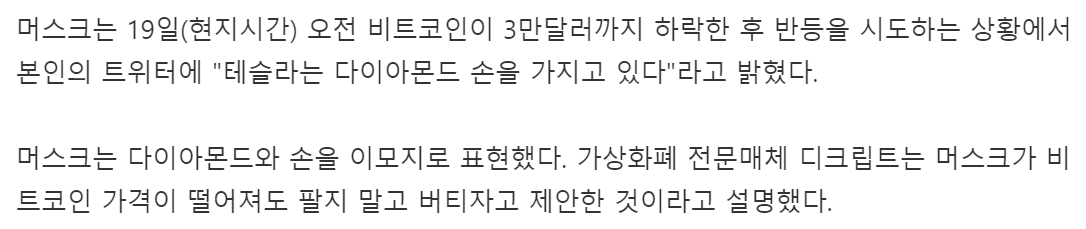 머스크는 19일(현지시간) 오전 비트코인이 3만달러까지 하락한 후 반등을 시도하는 상황에서
본인의 트위터에 "테슬라는 다이아몬드 손을 가지고 있다"라고 밝혔다.
머스크는 다이아몬드와 손을 이모지로 표현했다. 가상화폐 전문매체 디크립트는 머스크가 비
트코인 가격이 떨어져도 팔지 말고 버티자고 제안한 것이라고 설명했다.